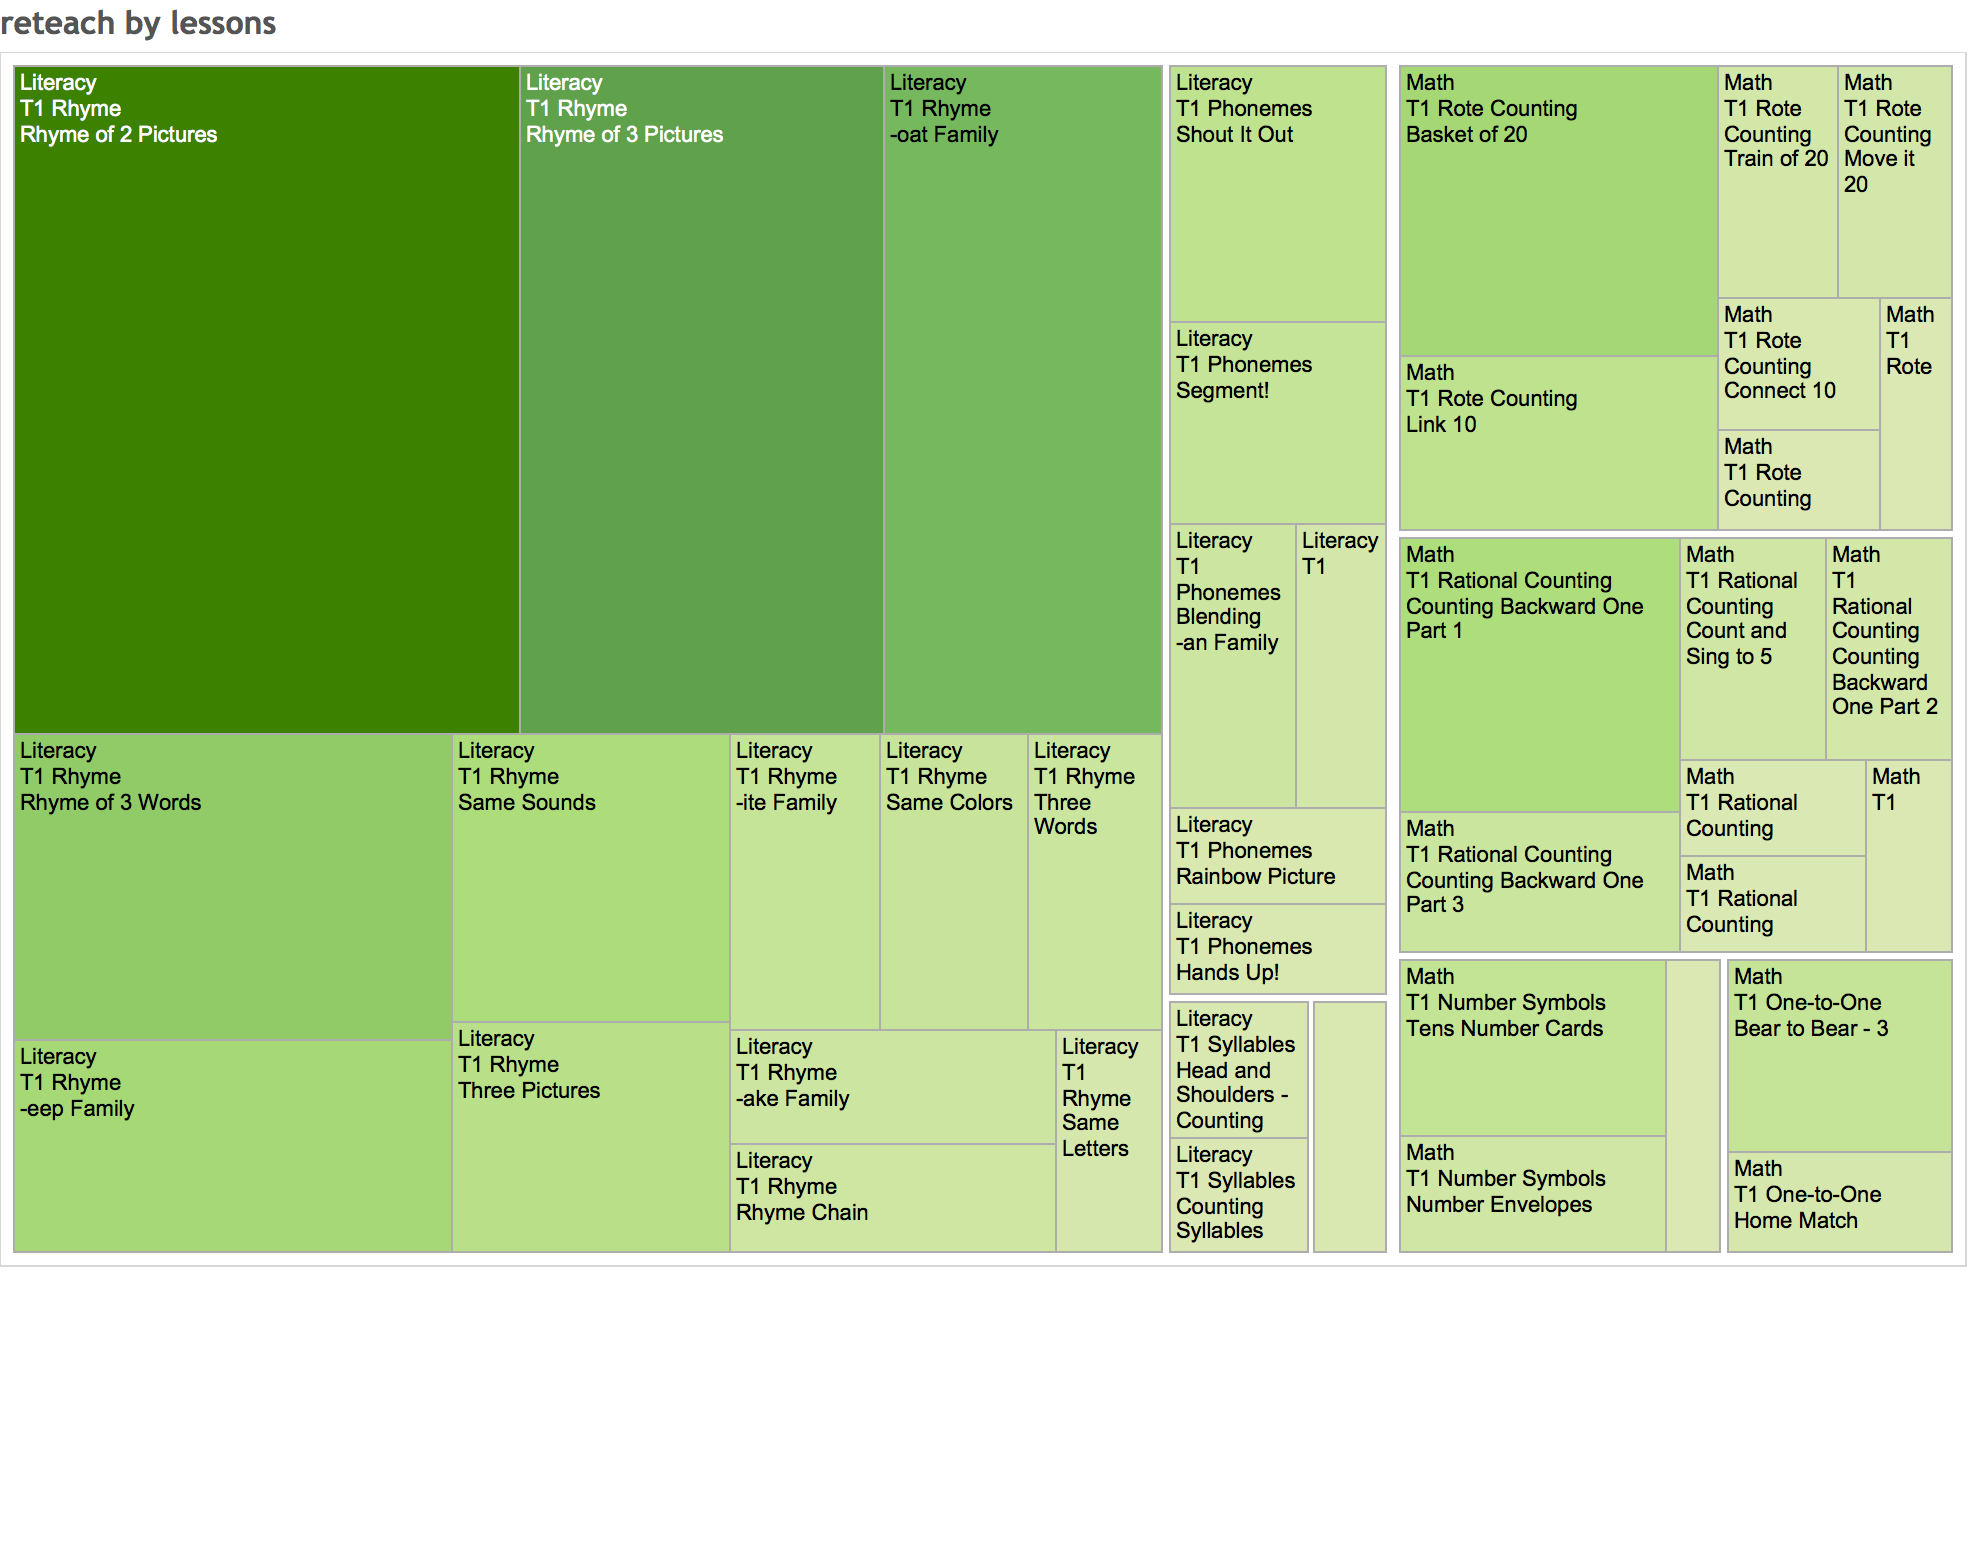 reteach by lessons
Literacy
T1 Rhyme
Rhyme of 2 Pictures
Literacy
T1 Rhyme
Rhyme of 3 Pictures
Literacy
T1 Rhyme
-oat Family
Literacy
T1 Rhyme
Rhyme of 3 Words
Literacy
T1 Rhyme
-eep Family
Literacy
T1 Rhyme
Same Sounds
Literacy
T1 Rhyme
Three Pictures
Literacy
T1 Rhyme
-ite Family
Literacy
T1 Rhyme
Same Colors
Literacy
T1 Rhyme
Three
Words
Literacy
T1 Rhyme
-ake Family
Literacy
T1 Rhyme
Rhyme Chain
Literacy
T1
Rhyme
Same
Letters
Literacy
T1 Phonemes
Shout It Out
Literacy
T1 Phonemes
Segment!
Literacy
T1
Phonemes
Blending
-an Family
Literacy
T1
Literacy
T1 Phonemes
Rainbow Picture
Literacy
T1 Phonemes
Hands Up!
Literacy
T1 Syllables
Head and
Shoulders -
Counting
Literacy
T1 Syllables
Counting
Syllables
Math
T1 Rote Counting
Basket of 20
Math
T1 Rote Counting
Link 10
Math
T1 Rote
Counting
Train of 20
Math
T1 Rote
Counting
Move it
20
Math
T1 Rote
Counting
Connect 10
Math
T1 Rote
Counting
Math
T1
Rote
Math
T1 Rational Counting
Counting Backward One
Part 1
Math
T1 Rational Counting
Counting Backward One
Part 3
Math
T1 Rational
Counting
Count and
Sing to 5
Math
T1
Rational
Counting
Counting
Backward
One Part 2
Math
T1 Rational
Counting
Math
T1 Rational
Counting
Math
T1
Math
T1 Number Symbols
Tens Number Cards
Math
T1 Number Symbols
Number Envelopes
Math
T1 One-to-One
Bear to Bear - 3
Math
T1 One-to-One
Home Match